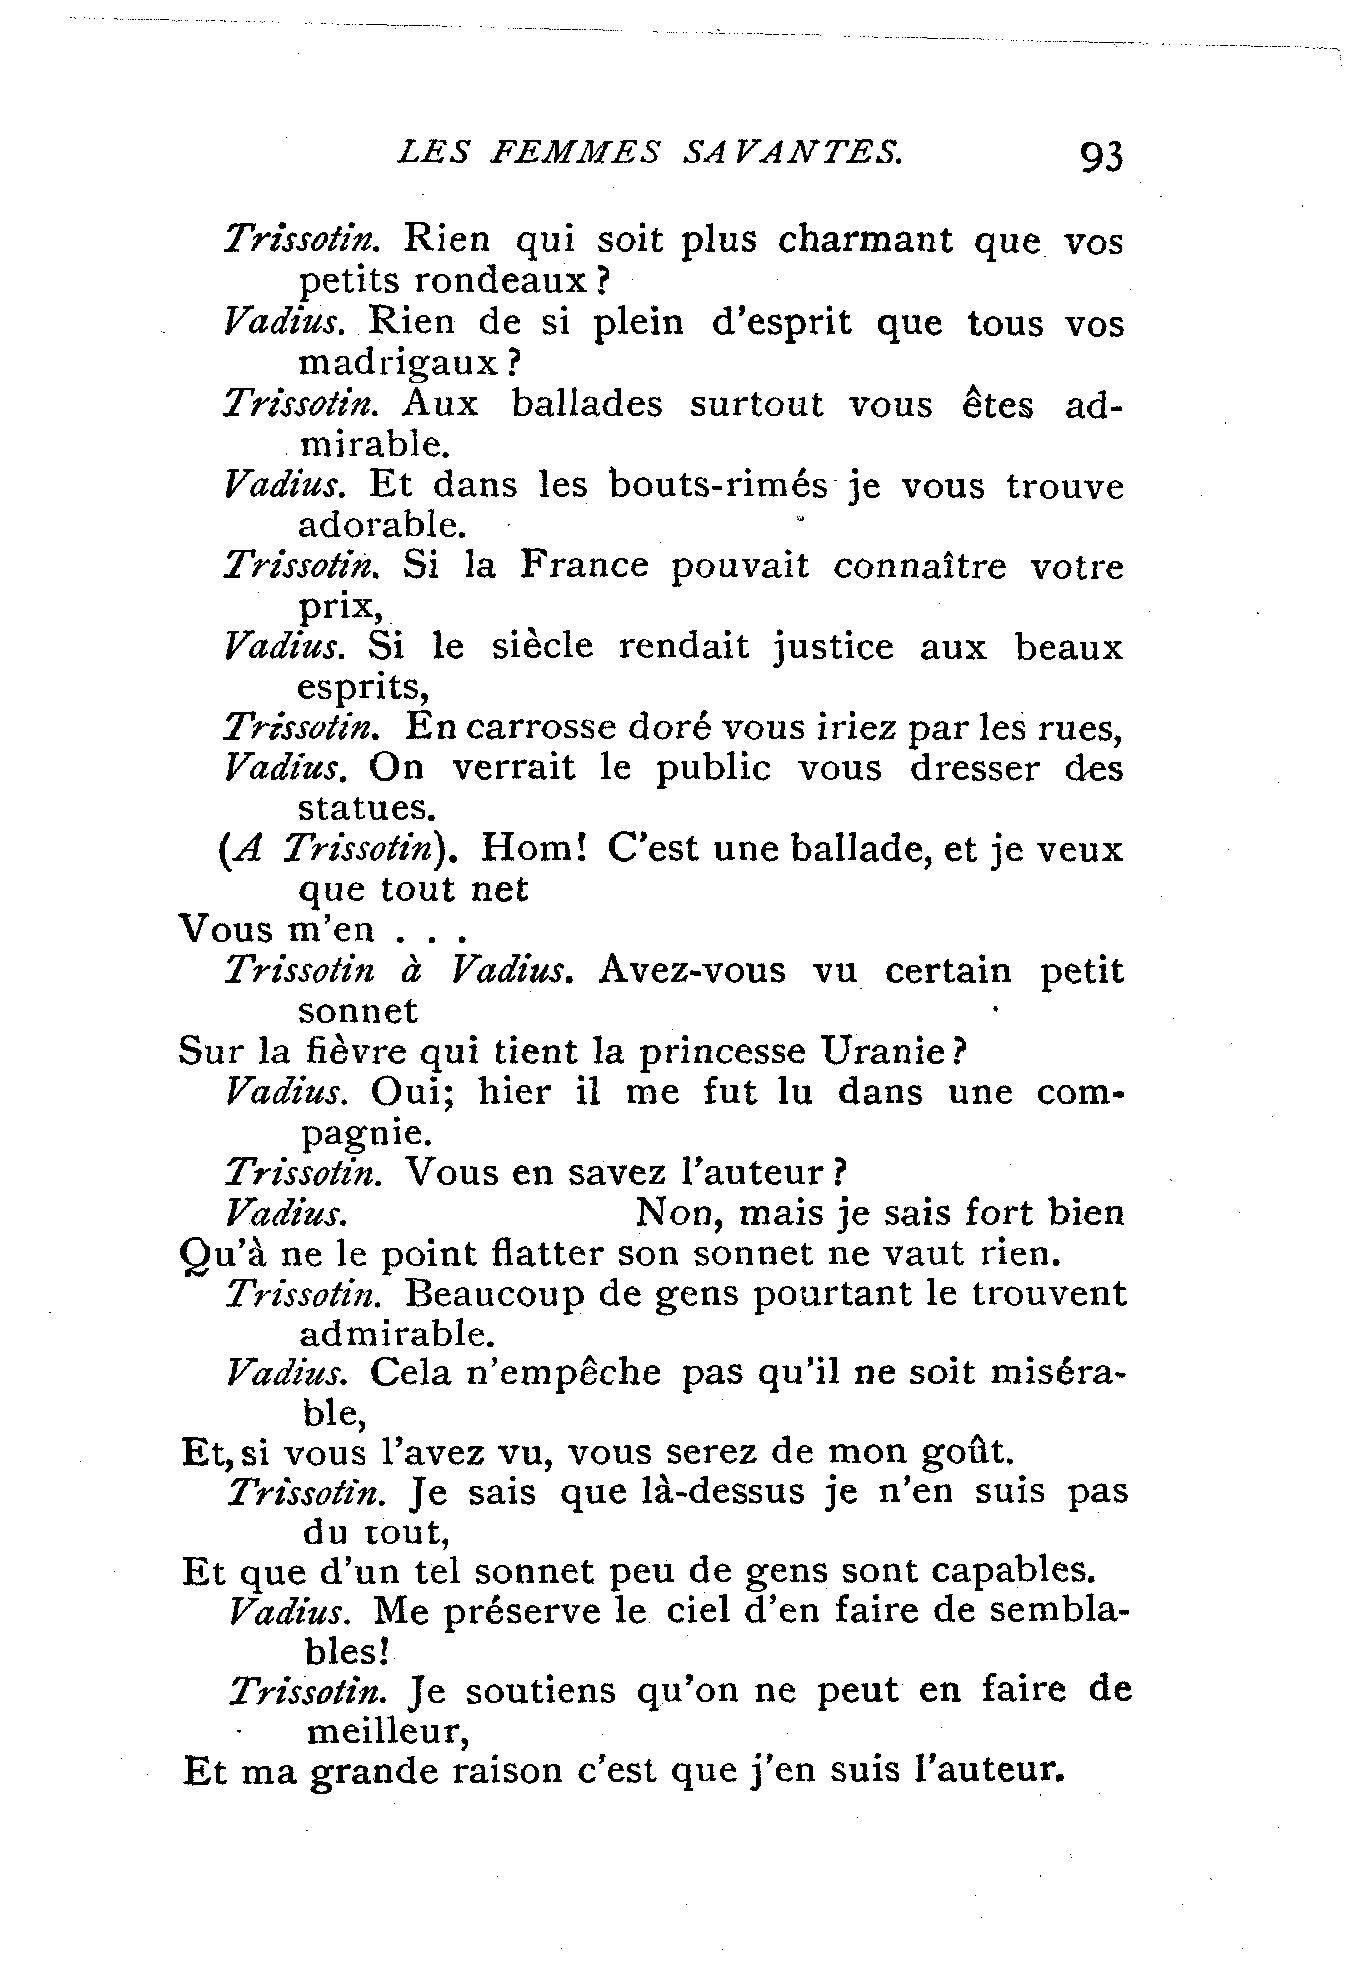 LES FEMMES SAVANTES. 93
Trissotin. Rien qui soit plus charmant que vos
petits rondeaux ?
Vadius. Rien de si plein d'esprit que tous vos
madrigaux ?
Trissotin. Aux ballades surtout vous êtes ad-
mirable.
Vadius. Et dans les bouts-rimés je vous trouve
adorable.
Trissotin. Si la France pouvait connaître votre
prix,
Vadius. Si le siècle rendait justice aux beaux
esprits,
Trissotin. En carrosse doré vous iriez par les rues,
Vadius. On verrait le public vous dresser des
statues.
(A Trissotin). Hom! C'est une ballade, et je veux
que tout net
Vous m'en . . .
Trissotin à Vadius. Avez-vous vu certain petit
sonnet
Sur la fièvre qui tient la princesse Uranie ?
Vadius. Oui; hier il me fut lu dans une com-
pagnie.
Trissotin. Vous en savez l'auteur ?
Vadius. Non, mais je sais fort bien
Qu'à ne le point flatter son sonnet ne vaut rien.
Trissotin. Beaucoup de gens pourtant le trouvent
admirable.
Vadius. Cela n'empêche pas qu'il ne soit miséra-
ble,
Et, si vous l'avez vu, vous serez de mon goût.
Trissotin. Je sais que là-dessus je n'en suis pas
du tout,
Et que d'un tel sonnet peu de gens sont capables.
Vadius. Me préserve le ciel d'en faire de sembla-
bles!
Trissotin. Je soutiens qu'on ne peut en faire de
meilleur,
Et ma grande raison c'est que j'en suis l'auteur.